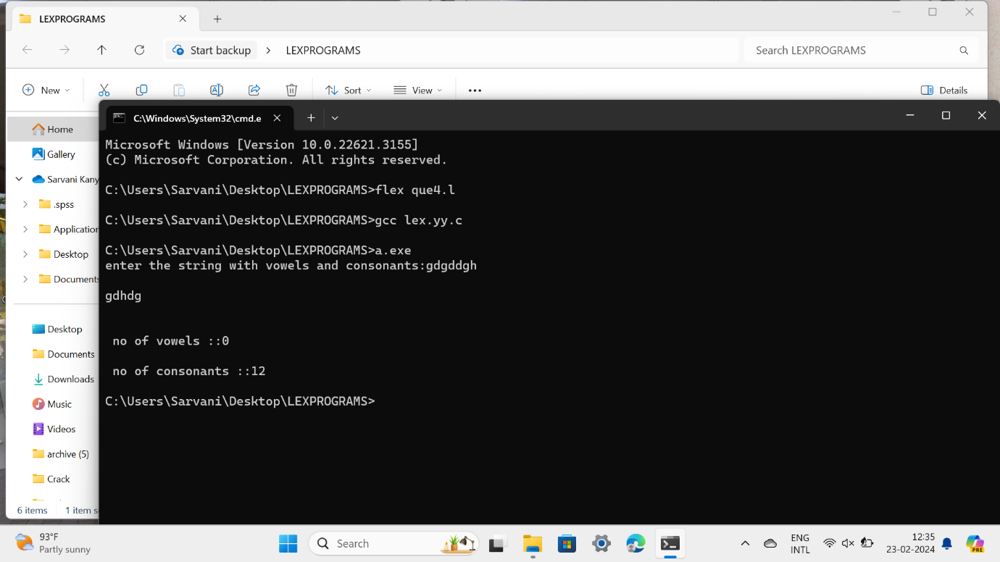 LEXPROGRAMS
Start backup > LEXPROGRAMS
Search LEXPROGRAMS
New
Sort
View
Details
C:\Windows\System32\cmd.e
Home
Gallery
Sarvani Kany
.spss
Application
Desktop
Documents
Desktop
Documents
Downloads
Music
Videos
archive (5)
Crack
6 items
1 item s
Microsoft Windows [Version 10.0.22621.3155]
(c) Microsoft Corporation. All rights reserved.
C:\Users\Sarvani\Desktop\LEXPROGRAMS>flex que4.l
C:\Users\Sarvani\Desktop\LEXPROGRAMS>gcc lex.yy.c
C:\Users\Sarvani\Desktop\LEXPROGRAMS>a.exe
enter the string with vowels and consonants:gdgddgh
gdhdg
no of vowels ::0
no of consonants ::12
C:\Users\Sarvani\Desktop\LEXPROGRAMS>
93°F
Partly sunny
Search
ENG
INTL
12:35
23-02-2024
PRE